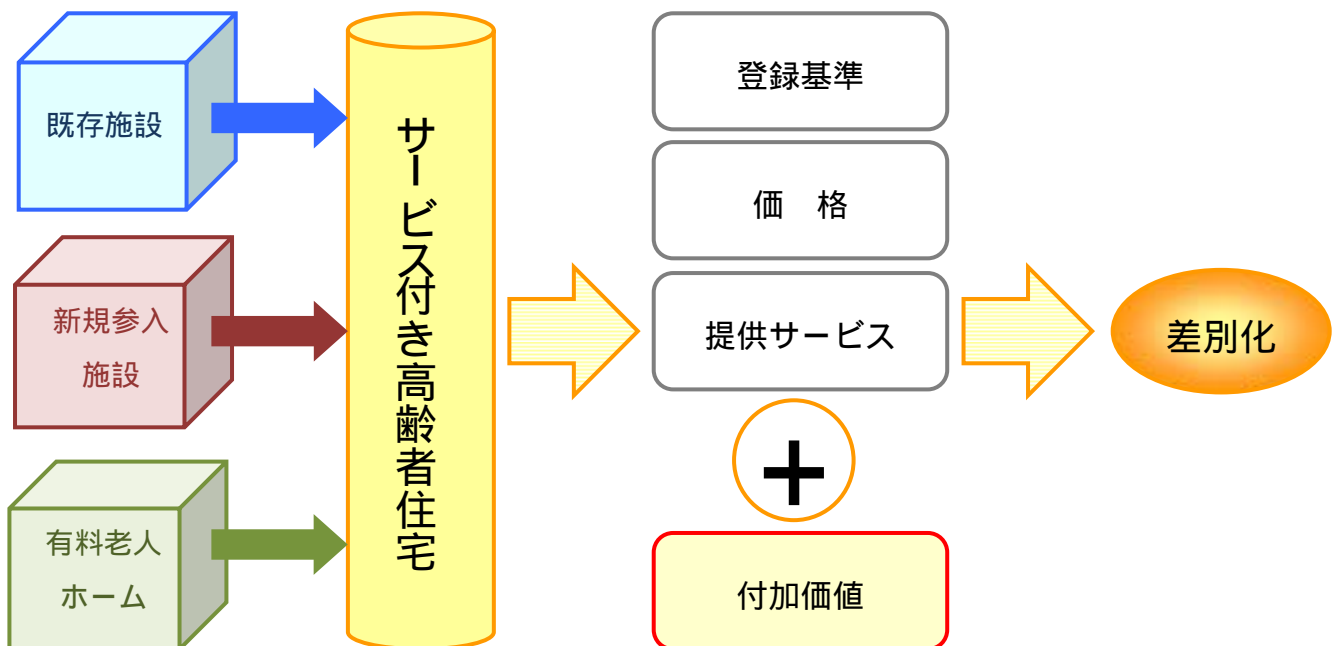 既存施設
新規参入
施設
有料老人
ホーム
サービス付き高齢者住宅
登録基準
価　格
提供サービス
+
付加価値
差別化